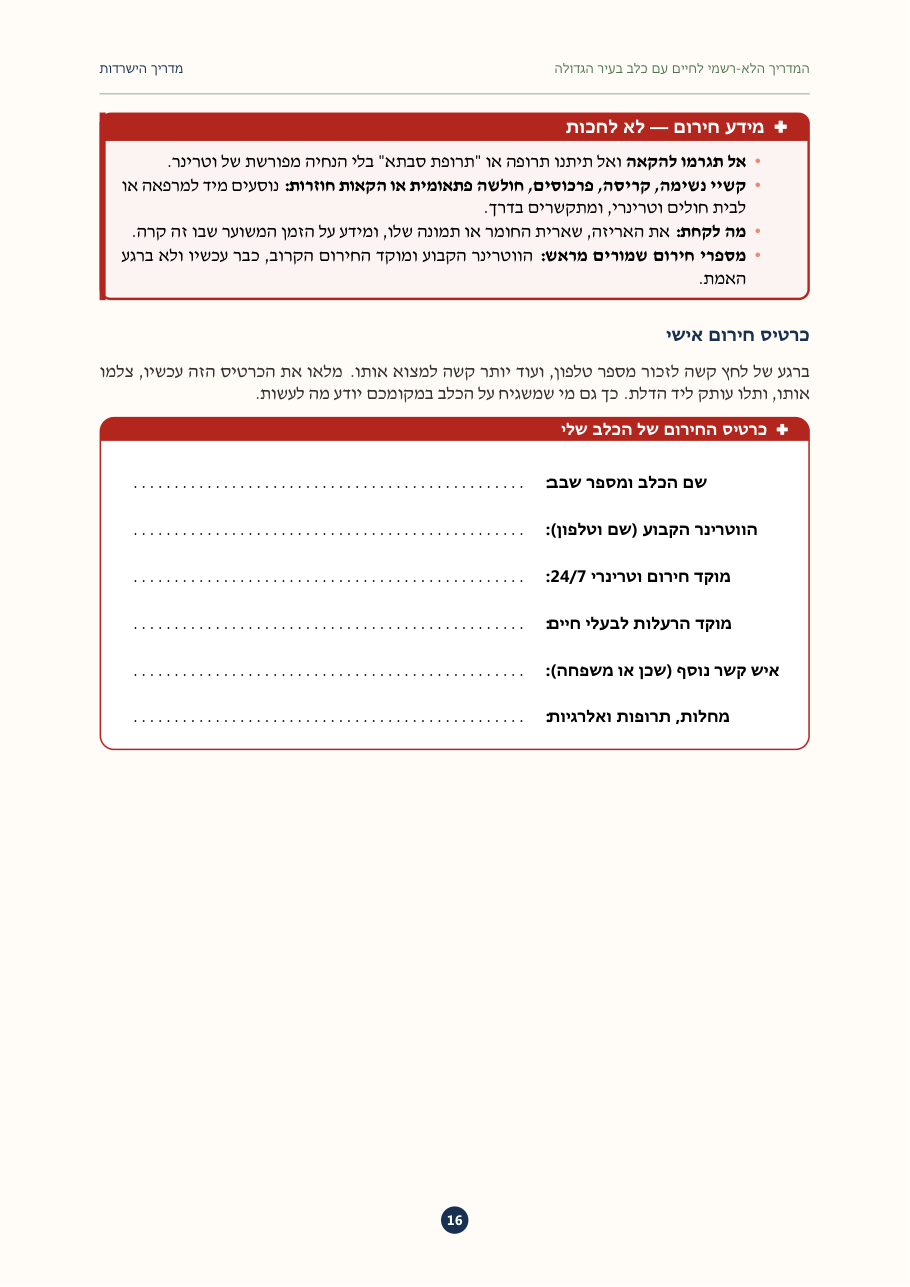 המדריך הלא-רשמי לחיים עם כלב בעיר הגדולה מדריך הישרדות
✚ מידע חירום — לא לחכות
• אל תגרמו להקאה ואל תיתנו תרופה או "תרופת סבתא" בלי הנחיה מפורשת של וטרינר.
• קשיי נשימה, קריסה, פרכוסים, חולשה פתאומית או הקאות חוזרות: נוסעים מיד למרפאה או
לבית חולים וטרינרי, ומתקשרים בדרך.
• מה לקחת: את האריזה, שארית החומר או תמונה שלו, ומידע על הזמן המשוער שבו זה קרה.
• מספרי חירום שמורים מראש: הווטרינר הקבוע ומוקד החירום הקרוב, כבר עכשיו ולא ברגע
האמת.
כרטיס חירום אישי
ברגע של לחץ קשה לזכור מספר טלפון, ועוד יותר קשה למצוא אותו. מלאו את הכרטיס הזה עכשיו, צלמו
אותו, ותלו עותק ליד הדלת. כך גם מי שמשגיח על הכלב במקומכם יודע מה לעשות.
✚ כרטיס החירום של הכלב שלי
שם הכלב ומספר שבב: ................................................
הווטרינר הקבוע (שם וטלפון): ................................................
מוקד חירום וטרינרי 24/7: ................................................
מוקד הרעלות לבעלי חיים: ................................................
איש קשר נוסף (שכן או משפחה): ................................................
מחלות, תרופות ואלרגיות: ................................................
16